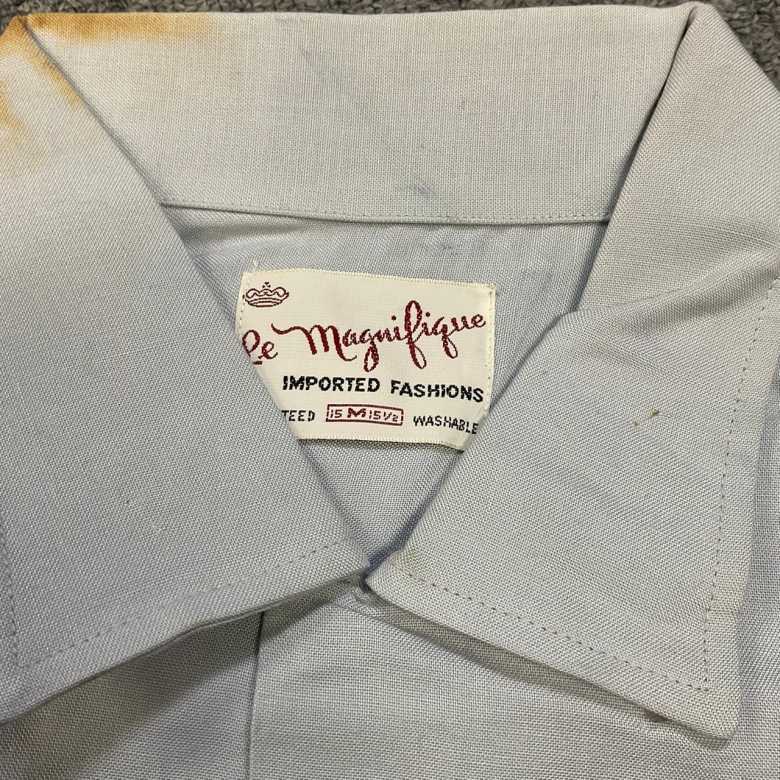 Le Magnifique
IMPORTED FASHIONS
TEED 15 M 15½ WASHABLE